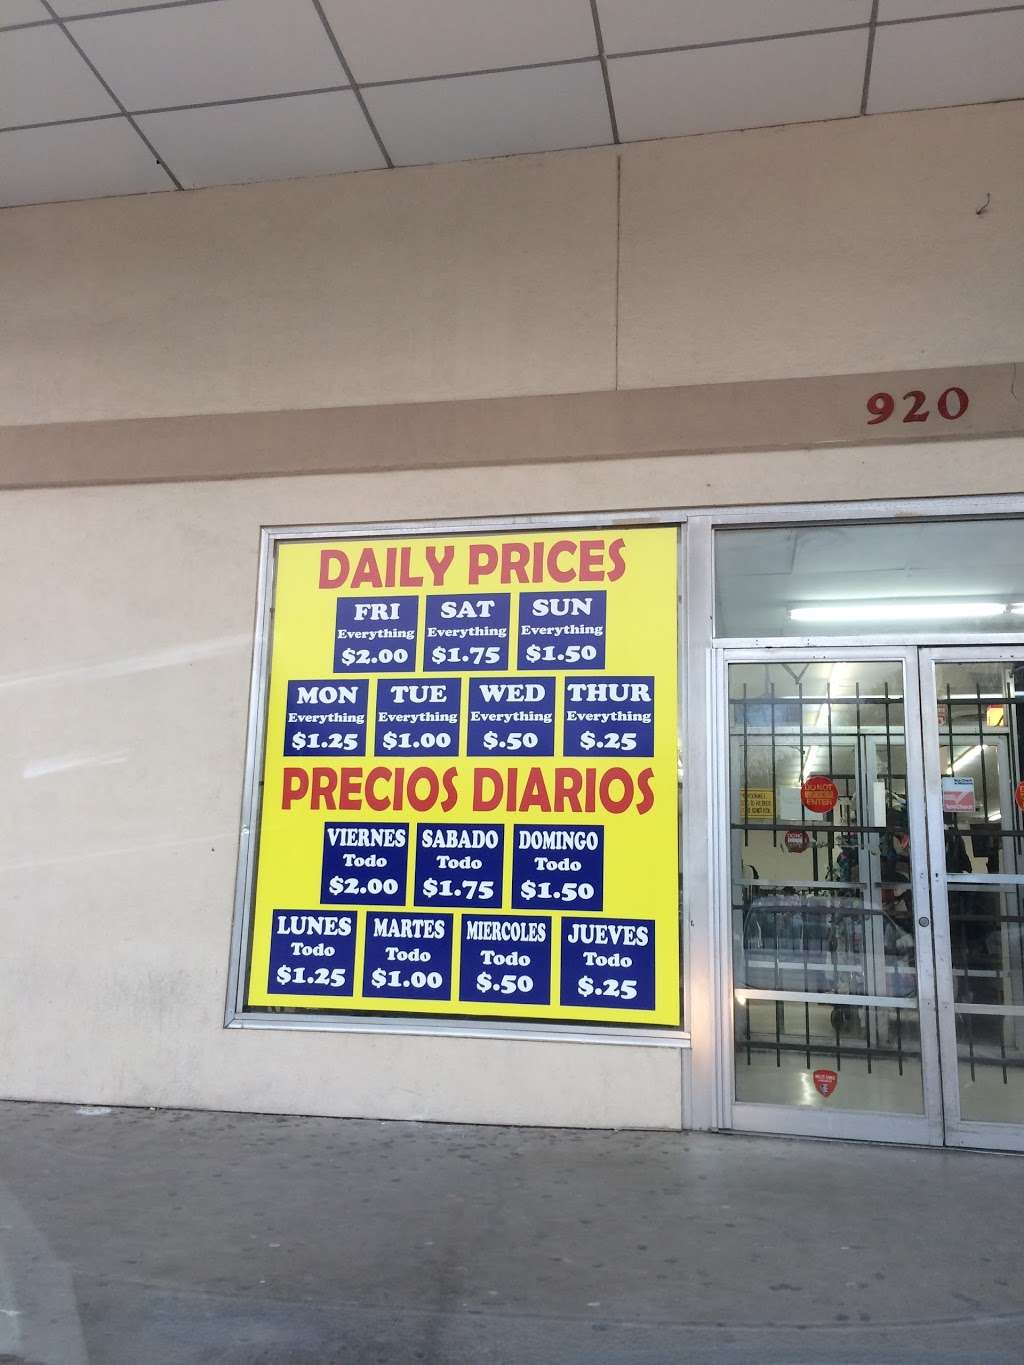 920
DAILY PRICES
FRI SAT SUN
Everything Everything Everything
$2.00 $1.75 $1.50
MON TUE WED THUR
Everything Everything Everything Everything
$1.25 $1.00 $.50 $.25
PRECIOS DIARIOS
VIERNES SABADO DOMINGO
Todo Todo Todo
$2.00 $1.75 $1.50
LUNES MARTES MIERCOLES JUEVES
Todo Todo Todo Todo
$1.25 $1.00 $.50 $.25
DO NOT
ENTER